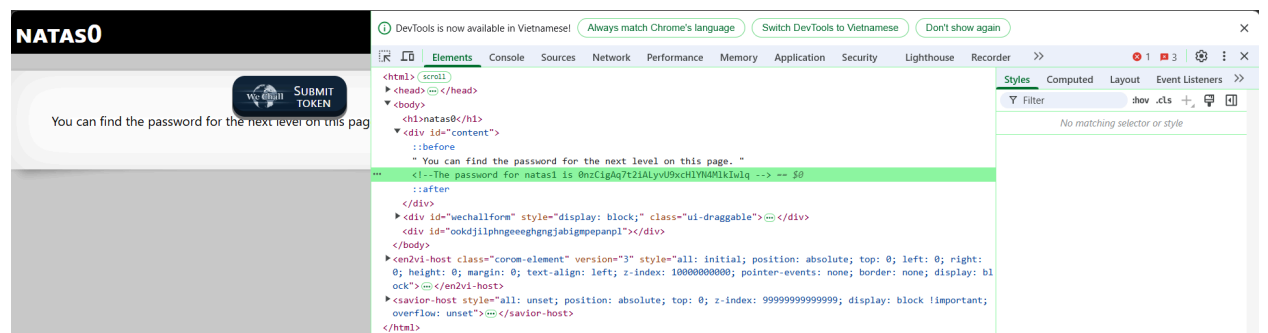 NATAS0
SUBMIT
TOKEN
We Chall
You can find the password for the next level on this pag
DevTools is now available in Vietnamese! Always match Chrome's language Switch DevTools to Vietnamese Don't show again
Elements Console Sources Network Performance Memory Application Security Lighthouse Recorder >> 1 3
<html> scroll
<head> ... </head>
<body>
<h1>natas0</h1>
<div id="content">
::before
" You can find the password for the next level on this page. "
... <!--The password for natas1 is 0nzCigAq7t2iALyvU9xcHlYN4MlkIwlq --> == $0
::after
</div>
<div id="wechallform" style="display: block;" class="ui-draggable"> ... </div>
<div id="ookdjilphngeeeghgngjabigmpepanpl"></div>
</body>
<en2vi-host class="corom-element" version="3" style="all: initial; position: absolute; top: 0; left: 0; right:
0; height: 0; margin: 0; text-align: left; z-index: 10000000000; pointer-events: none; border: none; display: bl
ock"> ... </en2vi-host>
<savior-host style="all: unset; position: absolute; top: 0; z-index: 99999999999999; display: block !important;
overflow: unset"> ... </savior-host>
</html>
Styles Computed Layout Event Listeners >>
Filter :hov .cls
No matching selector or style